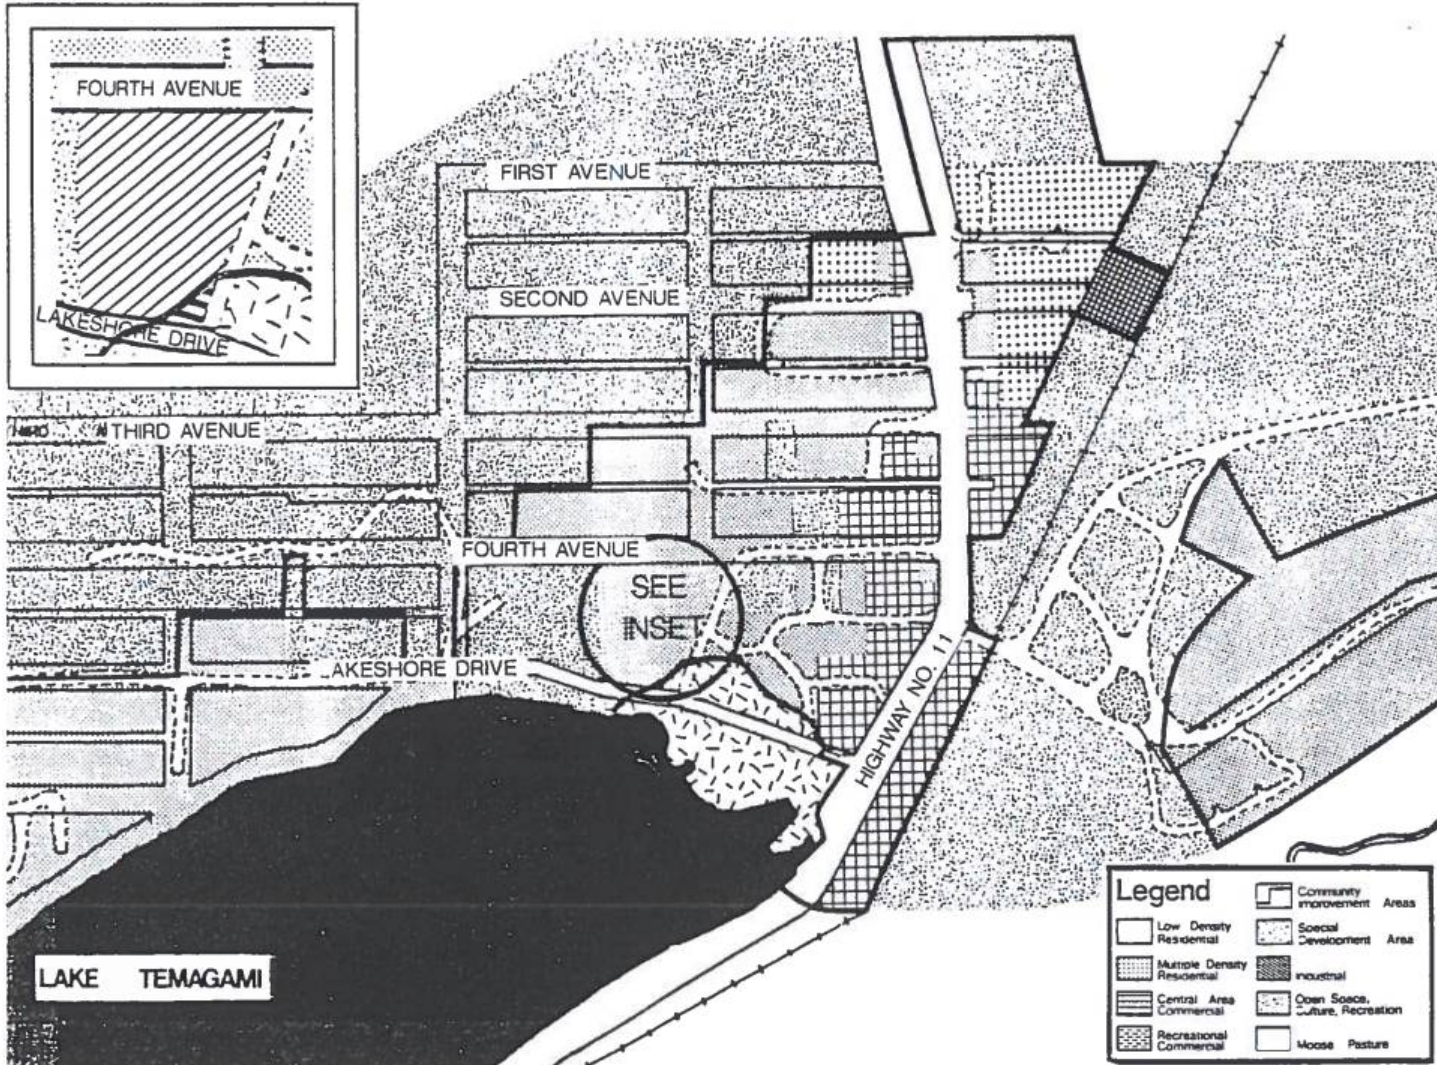 FOURTH AVENUE
LAKESHORE DRIVE
FIRST AVENUE
SECOND AVENUE
THIRD AVENUE
FOURTH AVENUE
SEE
INSET
AKESHORE DRIVE
HIGHWAY NO. 11
LAKE TEMAGAMI
Legend
Low Density
Residential
Multiple Density
Residential
Central Area
Commercial
Recreational
Commercial
Community
Improvement Areas
Special
Development Area
Industrial
Open Space,
Culture, Recreation
Moose Pasture